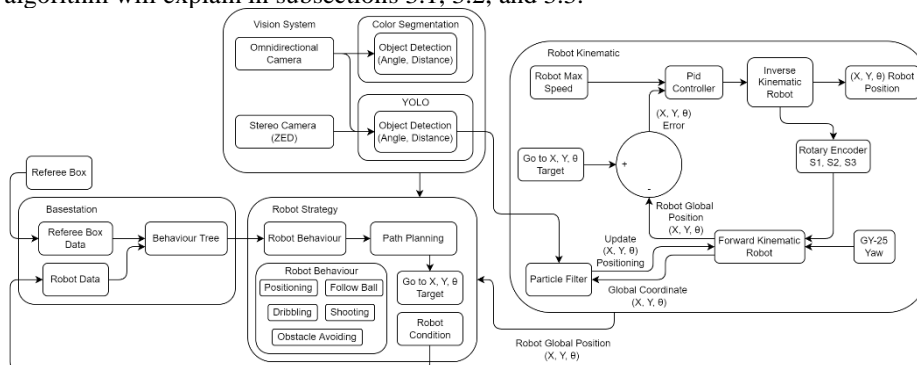 algorithm will explain in subsections 3.1, 3.2, and 3.3.
Vision System
Omnidirectional
Camera
Stereo Camera
(ZED)
Color Segmentation
Object Detection
(Angle, Distance)
YOLO
Object Detection
(Angle, Distance)
Robot Kinematic
Robot Max
Speed
Pid
Controller
Inverse
Kinematic
Robot
(X, Y, θ) Robot
Position
(X, Y, θ)
Error
Go to X, Y, θ
Target
+
-
Rotary Encoder
S1, S2, S3
Robot Global
Position
(X, Y, θ)
Update
(X, Y, θ)
Positioning
Forward Kinematic
Robot
GY-25
Yaw
Particle Filter
Global Coordinate
(X, Y, θ)
Referee Box
Basestation
Referee Box
Data
Behaviour Tree
Robot Data
Robot Strategy
Robot Behaviour
Path Planning
Robot Behaviour
Positioning
Follow Ball
Dribbling
Shooting
Obstacle Avoiding
Go to X, Y, θ
Target
Robot
Condition
Robot Global Position
(X, Y, θ)